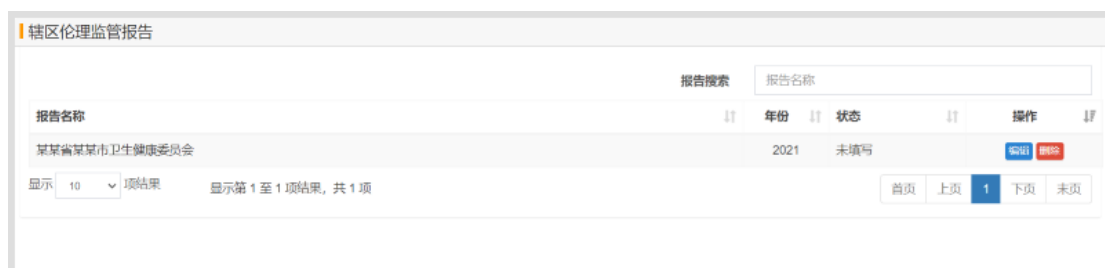 辖区伦理监管报告
报告搜索 报告名称
报告名称 年份 状态 操作
某某省某某市卫生健康委员会 2021 未填写 编辑 删除
显示 10 项结果 显示第 1 至 1 项结果，共 1 项 首页 上页 1 下页 末页